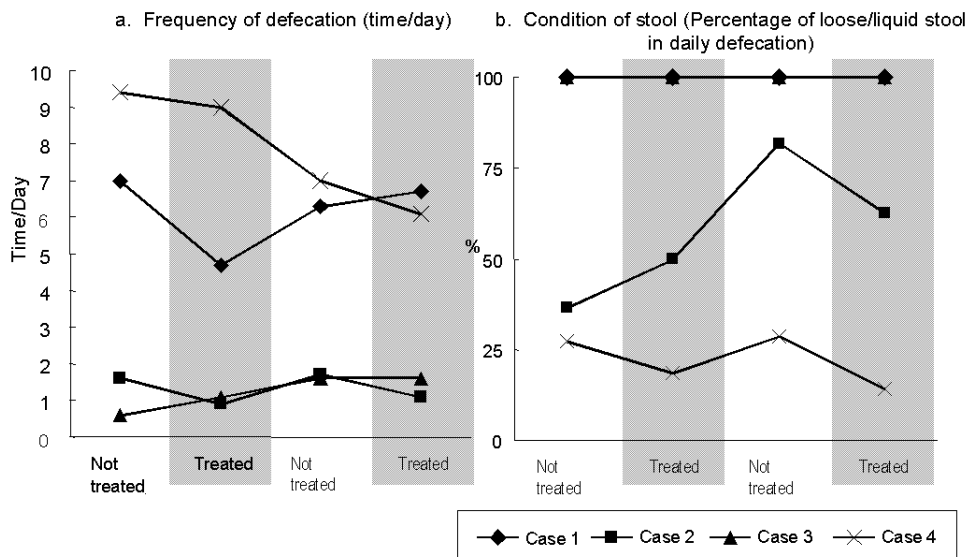 a. Frequency of defecation (time/day)
b. Condition of stool (Percentage of loose/liquid stool
in daily defecation)
10
9
8
7
6
5
4
3
2
1
0
Time/Day
Not
treated
Treated
Not
treated
Treated
100
75
50
25
0
%
Not
treated
Treated
Not
treated
Treated
Case 1
Case 2
Case 3
Case 4